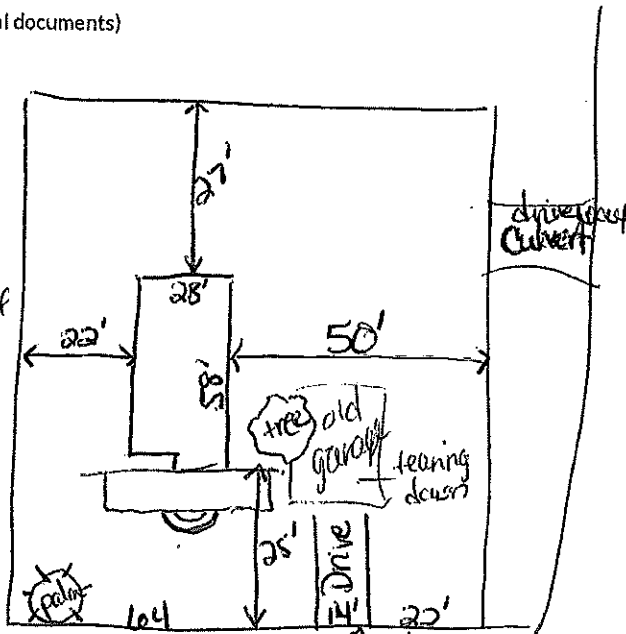 al documents)
27'
driveway
Culvert
28'
22'
50'
58'
tree
old
garage
tearing
down
25'
Drive
palm
104
14'
22'